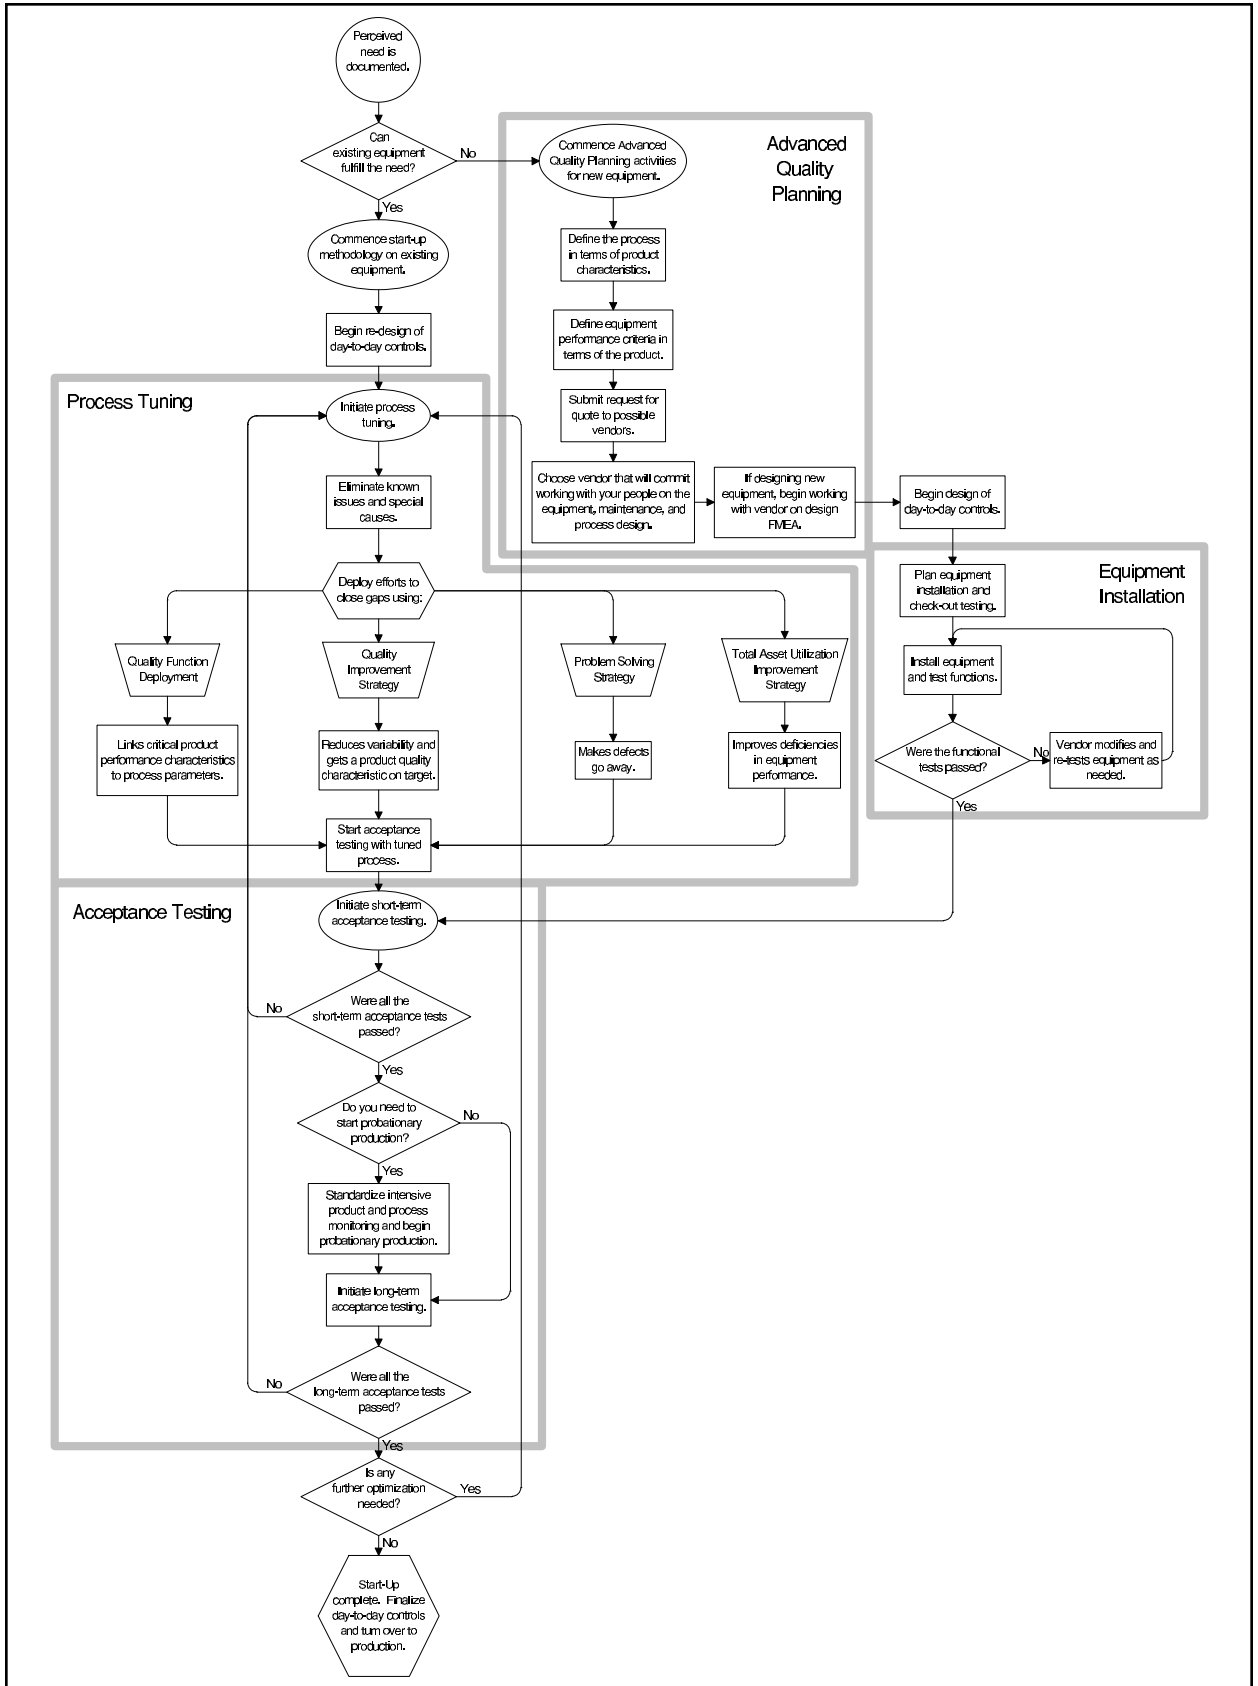 Perceived
need is
documented.
Can
existing equipment
fulfill the need?
No
Yes
Commence Advanced
Quality Planning activities
for new equipment.
Advanced
Quality
Planning
Commence start-up
methodology on existing
equipment.
Define the process
in terms of product
characteristics.
Begin re-design of
day-to-day controls.
Define equipment
performance criteria in
terms of the product.
Submit request for
quote to possible
vendors.
Choose vendor that will commit
working with your people on the
equipment, maintenance, and
process design.
If designing new
equipment, begin working
with vendor on design
FMEA.
Begin design of
day-to-day controls.
Process Tuning
Initiate process
tuning.
Eliminate known
issues and special
causes.
Deploy efforts to
close gaps using:
Quality Function
Deployment
Quality
Improvement
Strategy
Problem Solving
Strategy
Total Asset Utilization
Improvement
Strategy
Links critical product
performance characteristics
to process parameters.
Reduces variability and
gets a product quality
characteristic on target.
Makes defects
go away.
Improves deficiencies
in equipment
performance.
Start acceptance
testing with tuned
process.
Equipment
Installation
Plan equipment
installation and
check-out testing.
Install equipment
and test functions.
Were the functional
tests passed?
No
Vendor modifies and
re-tests equipment as
needed.
Yes
Acceptance Testing
Initiate short-term
acceptance testing.
Were all the
short-term acceptance tests
passed?
No
Yes
Do you need to
start probationary
production?
No
Yes
Standardize intensive
product and process
monitoring and begin
probationary production.
Initiate long-term
acceptance testing.
Were all the
long-term acceptance tests
passed?
No
Yes
Is any
further optimization
needed?
Yes
No
Start-Up
complete. Finalize
day-to-day controls
and turn over to
production.